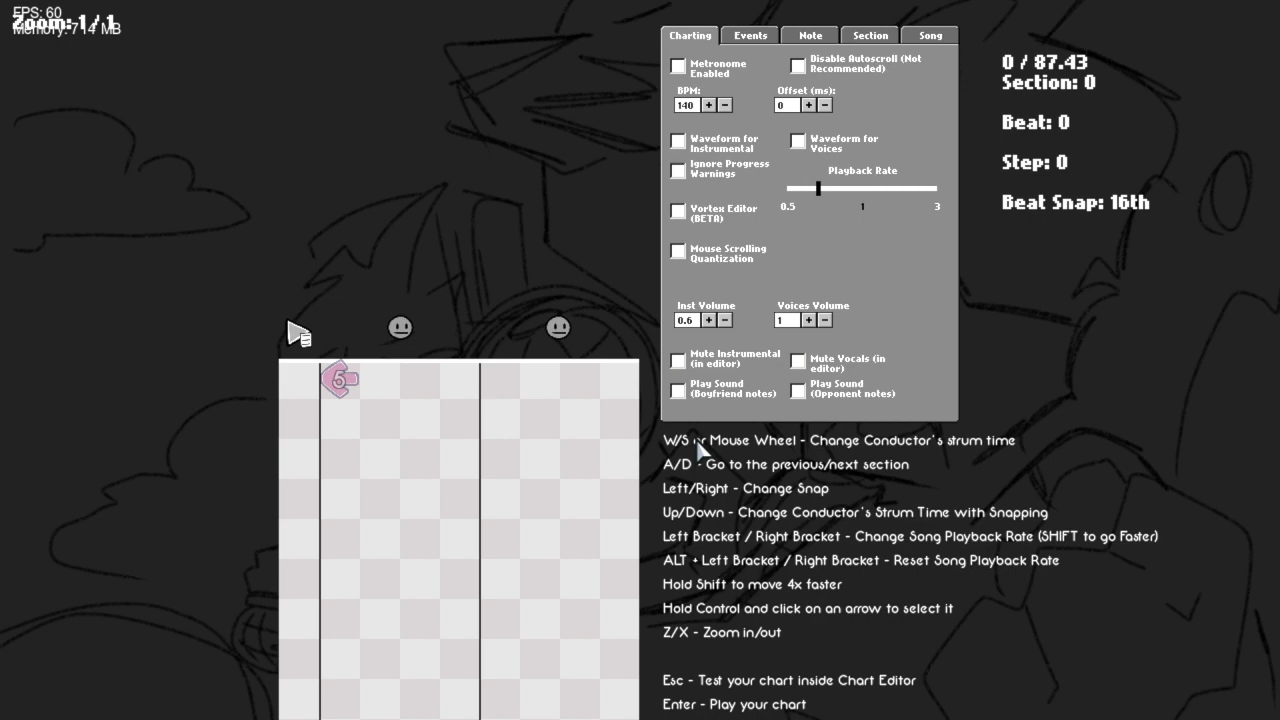 FPS: 60
Zoom: 1 / 1
Memory: 714 MB
Charting
Events
Note
Section
Song
Metronome
Enabled
Disable Autoscroll (Not
Recommended)
BPM:
140 + -
Offset (ms):
0 + -
Waveform for
Instrumental
Waveform for
Voices
Ignore Progress
Warnings
Playback Rate
0.5 1 3
Vortex Editor
(BETA)
Mouse Scrolling
Quantization
Inst Volume
0.6 + -
Voices Volume
1 + -
Mute Instrumental
(in editor)
Mute Vocals (in
editor)
Play Sound
(Boyfriend notes)
Play Sound
(Opponent notes)
0 / 87.43
Section: 0
Beat: 0
Step: 0
Beat Snap: 16th
5
W/S or Mouse Wheel - Change Conductor's strum time
A/D - Go to the previous/next section
Left/Right - Change Snap
Up/Down - Change Conductor's Strum Time with Snapping
Left Bracket / Right Bracket - Change Song Playback Rate (SHIFT to go Faster)
ALT + Left Bracket / Right Bracket - Reset Song Playback Rate
Hold Shift to move 4x faster
Hold Control and click on an arrow to select it
Z/X - Zoom in/out
Esc - Test your chart inside Chart Editor
Enter - Play your chart